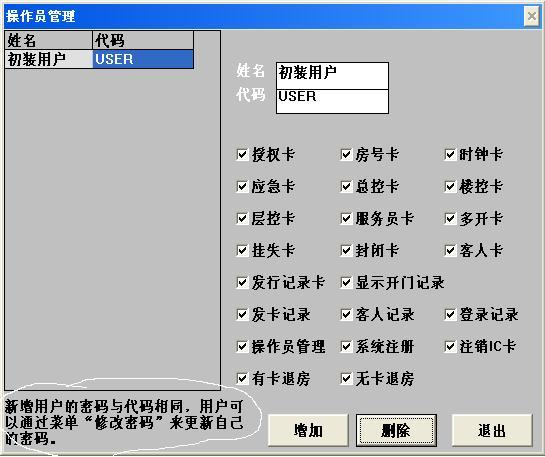 操作员管理
姓名 代码
初装用户 USER
姓名 初装用户
代码 USER
授权卡 房号卡 时钟卡
应急卡 总控卡 楼控卡
层控卡 服务员卡 多开卡
挂失卡 封闭卡 客人卡
发行记录卡 显示开门记录
发卡记录 客人记录 登录记录
操作员管理 系统注册 注销IC卡
有卡退房 无卡退房
新增用户的密码与代码相同，用户可
以通过菜单“修改密码”来更新自己
的密码。
增加 删除 退出